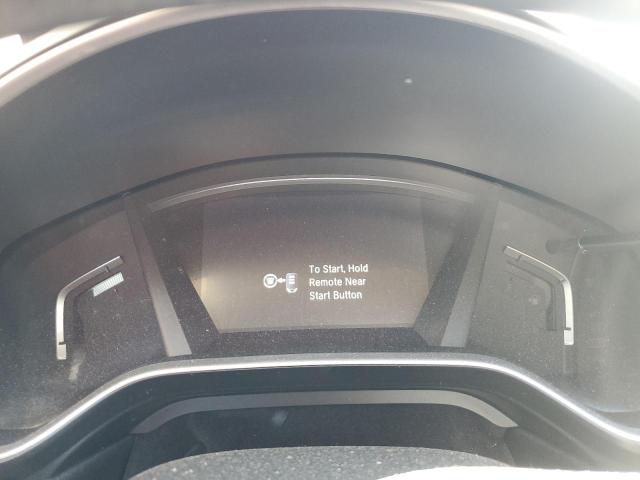 To Start, Hold
Remote Near
Start Button